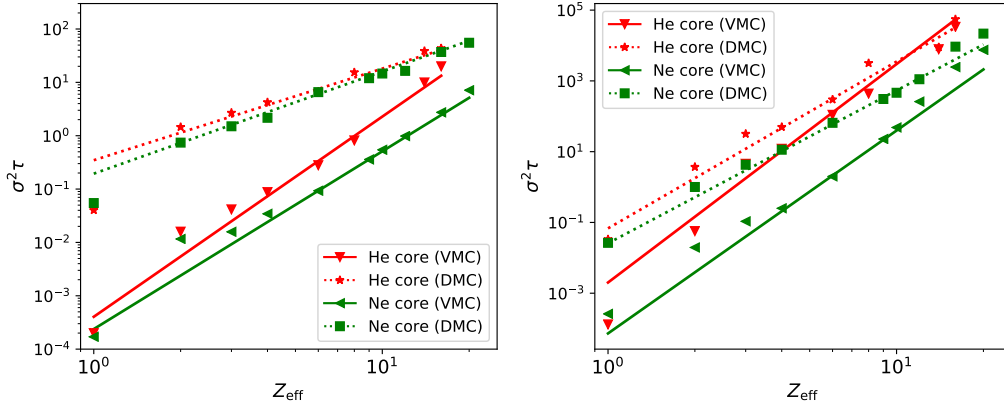 10²
10¹
10⁰
10⁻¹
10⁻²
10⁻³
10⁻⁴
σ²τ
10⁰
10¹
Z_eff
He core (VMC)
He core (DMC)
Ne core (VMC)
Ne core (DMC)
10⁵
10³
10¹
10⁻¹
10⁻³
σ²τ
10⁰
10¹
Z_eff
He core (VMC)
He core (DMC)
Ne core (VMC)
Ne core (DMC)